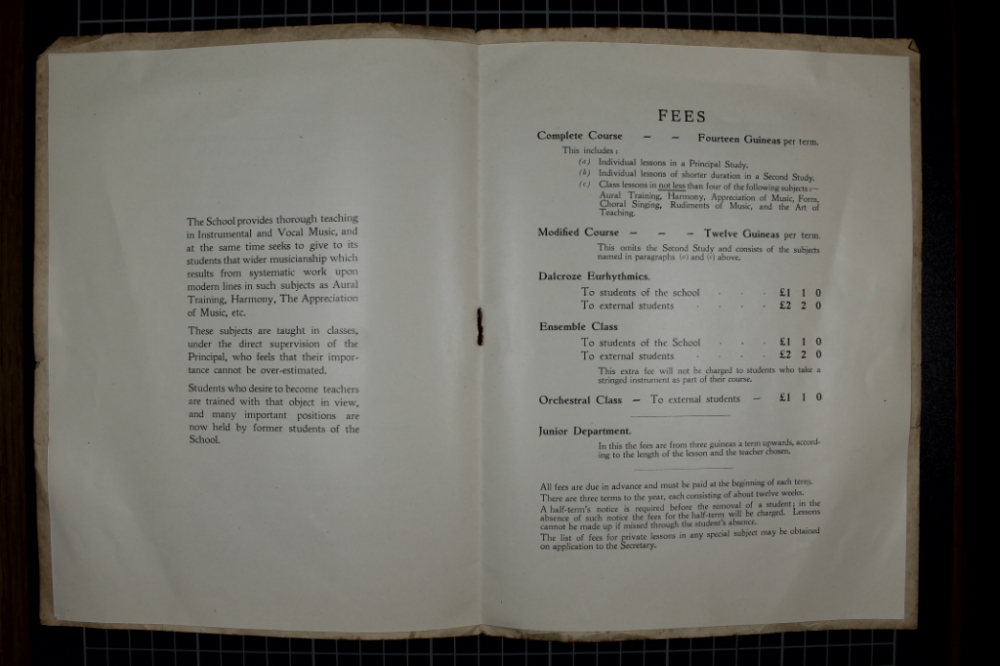 The School provides thorough teaching
in Instrumental and Vocal Music, and
at the same time seeks to give to its
students that wider musicianship which
results from systematic work upon
modern lines in such subjects as Aural
Training, Harmony, The Appreciation
of Music, etc.
These subjects are taught in classes,
under the direct supervision of the
Principal, who feels that their impor-
tance cannot be over-estimated.
Students who desire to become teachers
are trained with that object in view,
and many important positions are
now held by former students of the
School.
FEES
Complete Course – – Fourteen Guineas per term.
This includes :
(a) Individual lessons in a Principal Study.
(b) Individual lessons of shorter duration in a Second Study.
(c) Class lessons in not less than four of the following subjects :—
Aural Training, Harmony, Appreciation of Music, Form,
Choral Singing, Rudiments of Music, and the Art of
Teaching.
Modified Course – – – Twelve Guineas per term.
This omits the Second Study and consists of the subjects
named in paragraphs (a) and (c) above.
Dalcroze Eurhythmics.
To students of the school . . . £1 1 0
To external students . . . . £2 2 0
Ensemble Class
To students of the School . . . £1 1 0
To external students . . . . £2 2 0
This extra fee will not be charged to students who take a
stringed instrument as part of their course.
Orchestral Class – To external students – £1 1 0
Junior Department.
In this the fees are from three guineas a term upwards, accord-
ing to the length of the lesson and the teacher chosen.
All fees are due in advance and must be paid at the beginning of each term.
There are three terms to the year, each consisting of about twelve weeks.
A half-term's notice is required before the removal of a student; in the
absence of such notice the fees for the half-term will be charged. Lessons
cannot be made up if missed through the student's absence.
The list of fees for private lessons in any special subject may be obtained
on application to the Secretary.